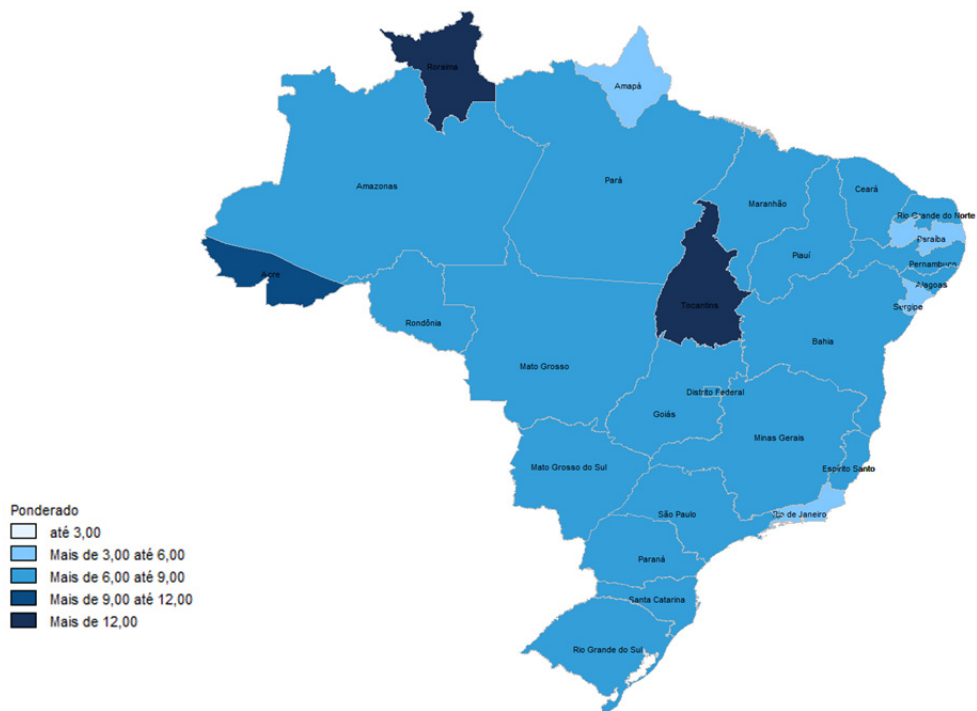 Roraima
Amapá
Amazonas
Pará
Maranhão
Ceará
Rio Grande do Norte
Paraíba
Piauí
Pernambuco
Acre
Alagoas
Tocantins
Sergipe
Rondônia
Bahia
Mato Grosso
Distrito Federal
Goiás
Minas Gerais
Mato Grosso do Sul
Espírito Santo
São Paulo
Rio de Janeiro
Paraná
Santa Catarina
Rio Grande do Sul
Ponderado
até 3,00
Mais de 3,00 até 6,00
Mais de 6,00 até 9,00
Mais de 9,00 até 12,00
Mais de 12,00